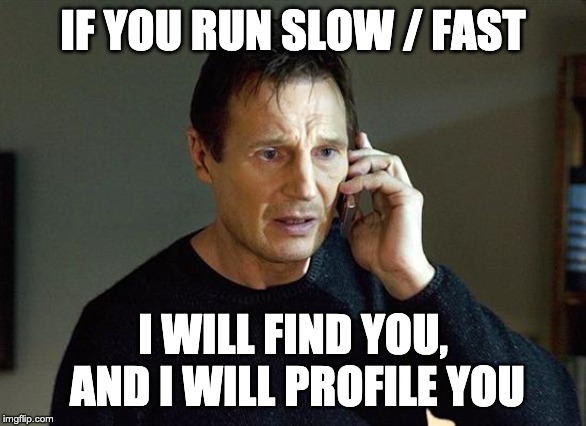 IF YOU RUN SLOW / FAST
I WILL FIND YOU,
AND I WILL PROFILE YOU
imgflip.com